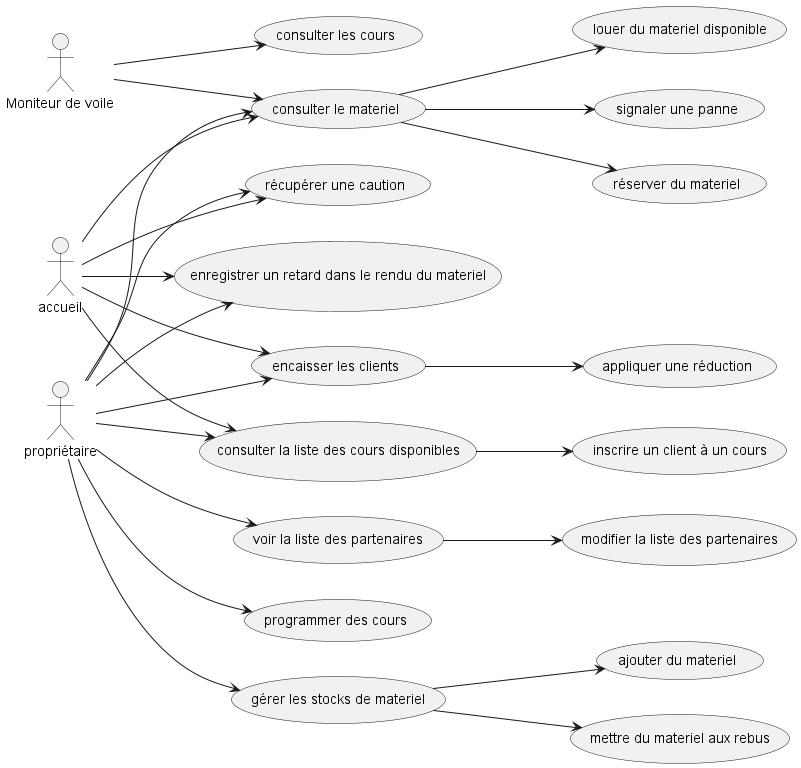 louer du materiel disponible
consulter les cours
Moniteur de voile
consulter le materiel
signaler une panne
récupérer une caution
réserver du materiel
enregistrer un retard dans le rendu du materiel
accueil
encaisser les clients
appliquer une réduction
propriétaire
consulter la liste des cours disponibles
inscrire un client à un cours
voir la liste des partenaires
modifier la liste des partenaires
programmer des cours
ajouter du materiel
gérer les stocks de materiel
mettre du materiel aux rebus